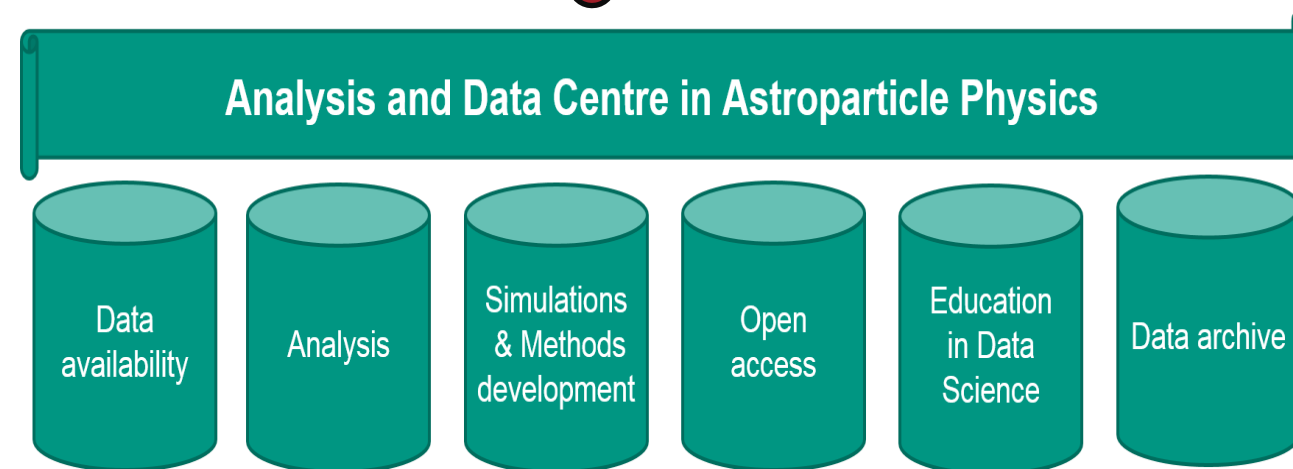 Analysis and Data Centre in Astroparticle Physics
Data
availability
Analysis
Simulations
& Methods
development
Open
access
Education
in Data
Science
Data archive